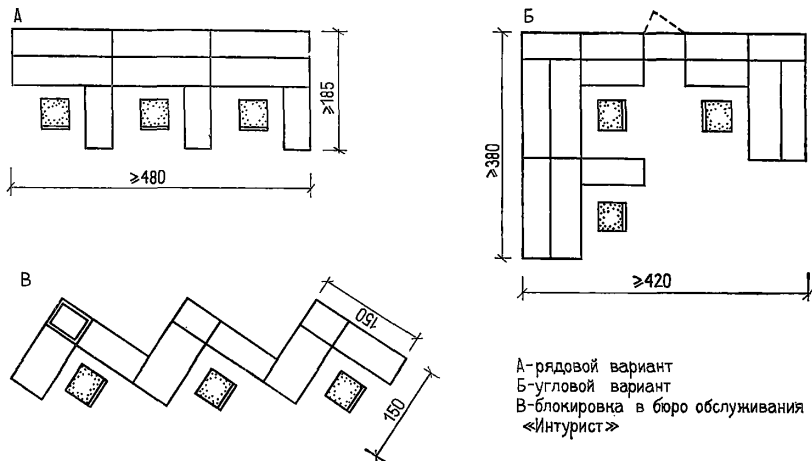 А
≥185
≥480
Б
≥380
≥420
В
150
150
А-рядовой вариант
Б-угловой вариант
В-блокировка в бюро обслуживания
«Интурист»